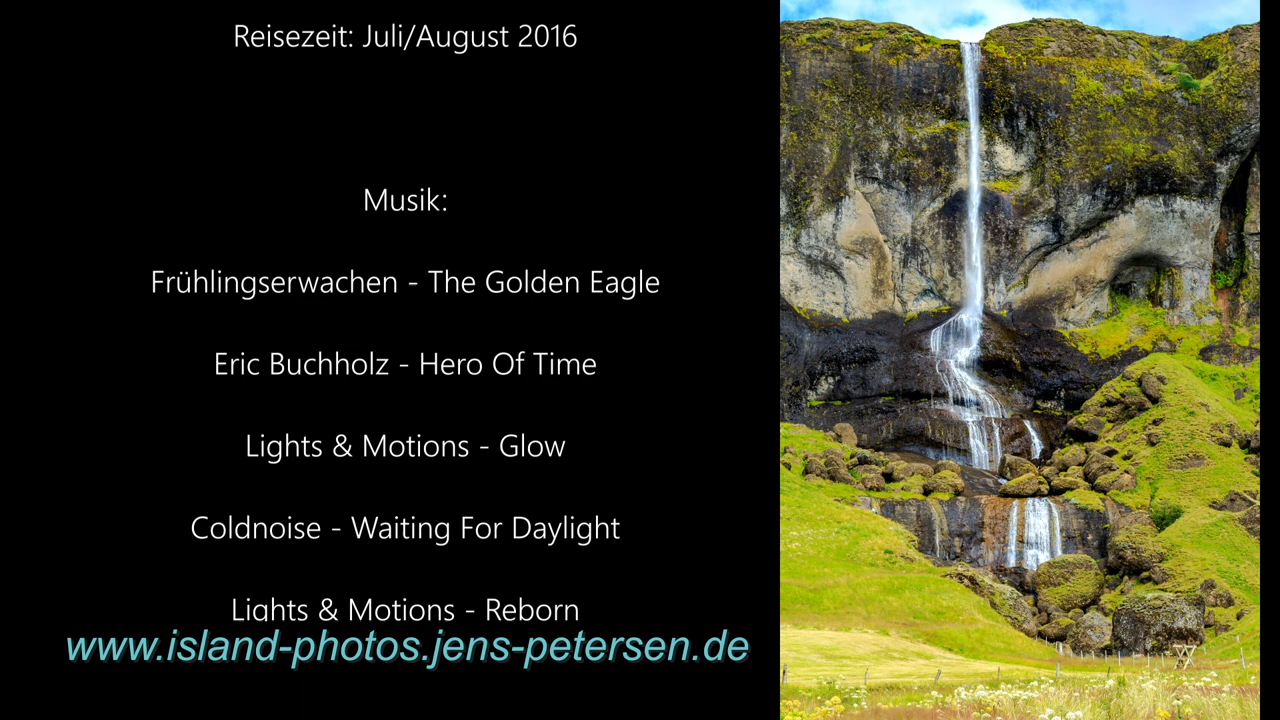 Reisezeit: Juli/August 2016
Musik:
Frühlingserwachen - The Golden Eagle
Eric Buchholz - Hero Of Time
Lights & Motions - Glow
Coldnoise - Waiting For Daylight
Lights & Motions - Reborn
www.island-photos.jens-petersen.de